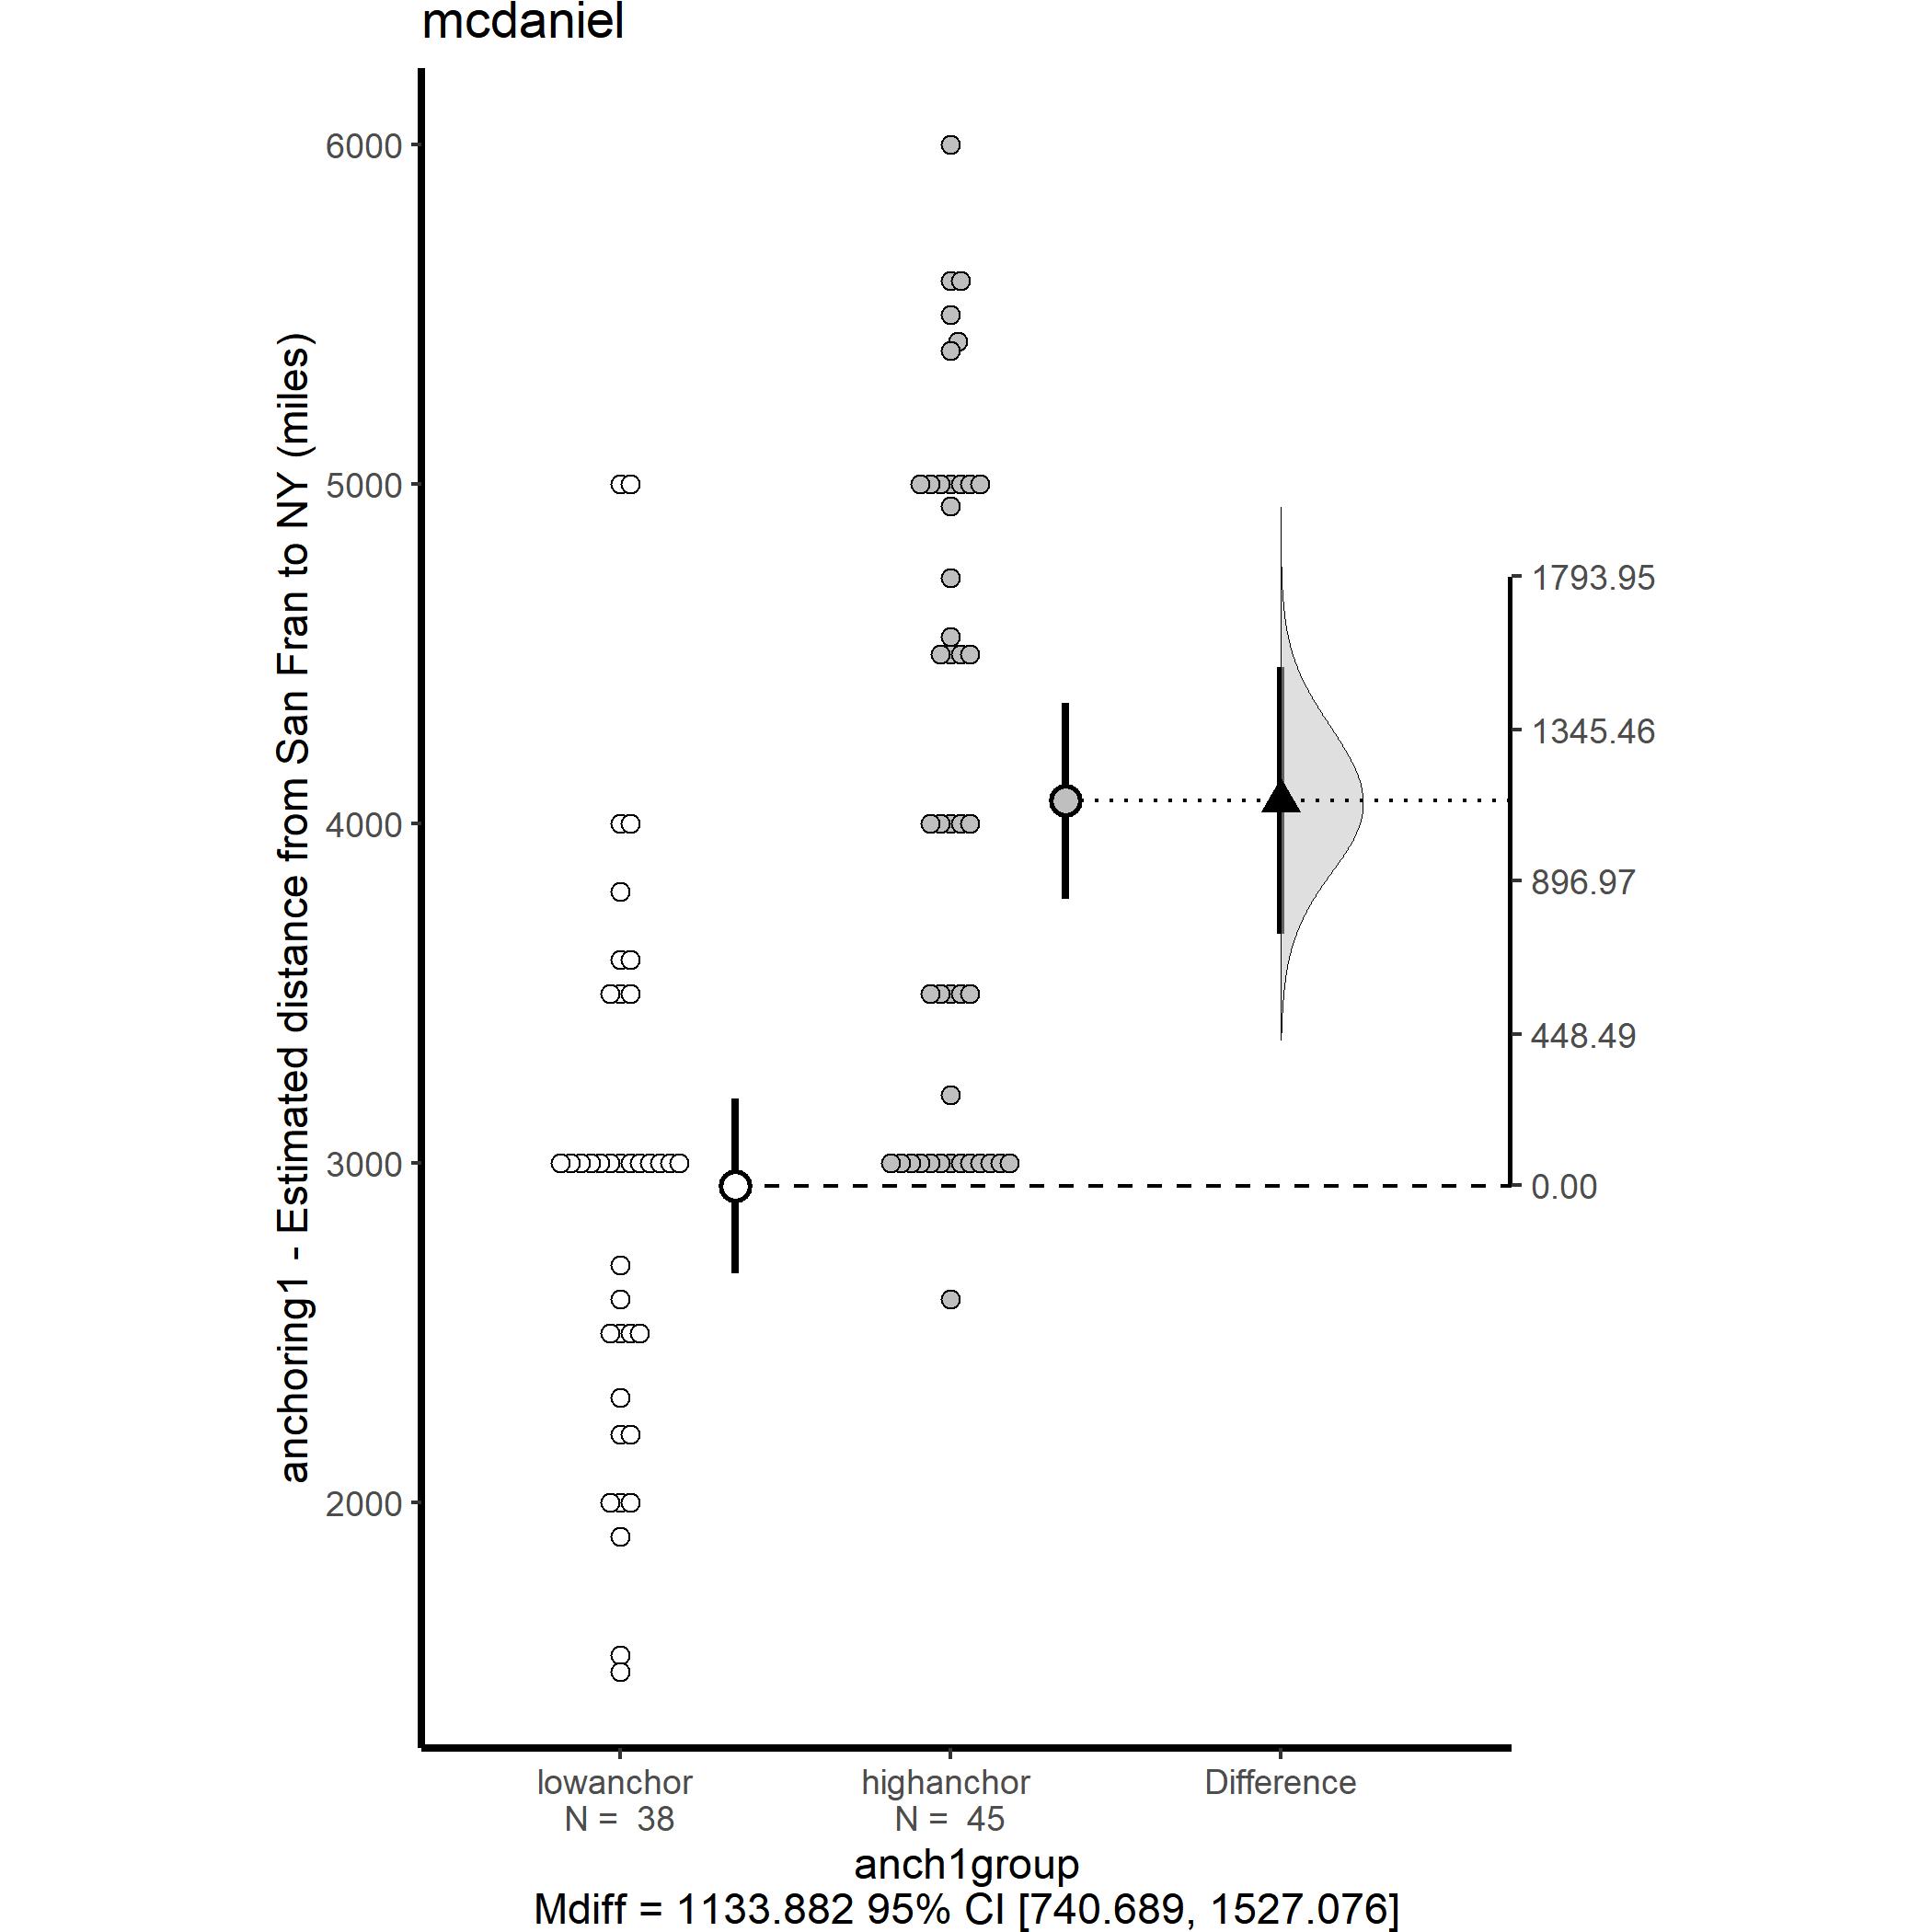 mcdaniel
anchoring1 - Estimated distance from San Fran to NY (miles)
6000
5000
4000
3000
2000
1793.95
1345.46
896.97
448.49
0.00
lowanchor
N =  38
highanchor
N =  45
Difference
anch1group
Mdiff = 1133.882 95% CI [740.689, 1527.076]